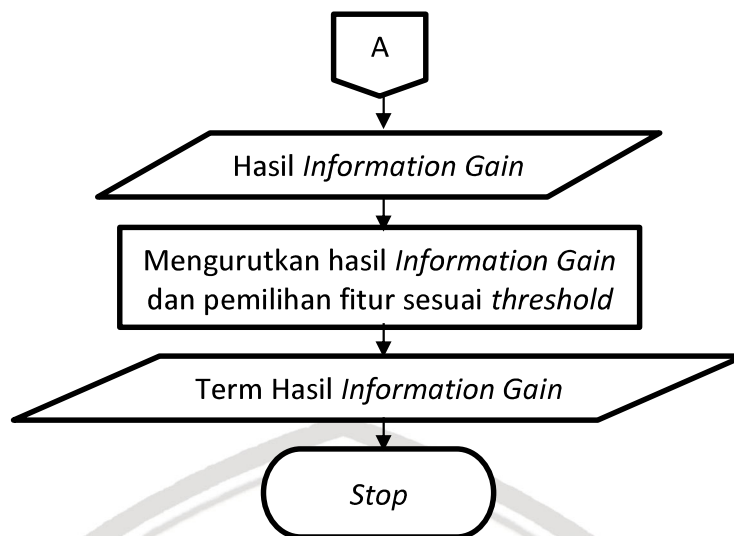 A
Hasil Information Gain
Mengurutkan hasil Information Gain
dan pemilihan fitur sesuai threshold
Term Hasil Information Gain
Stop